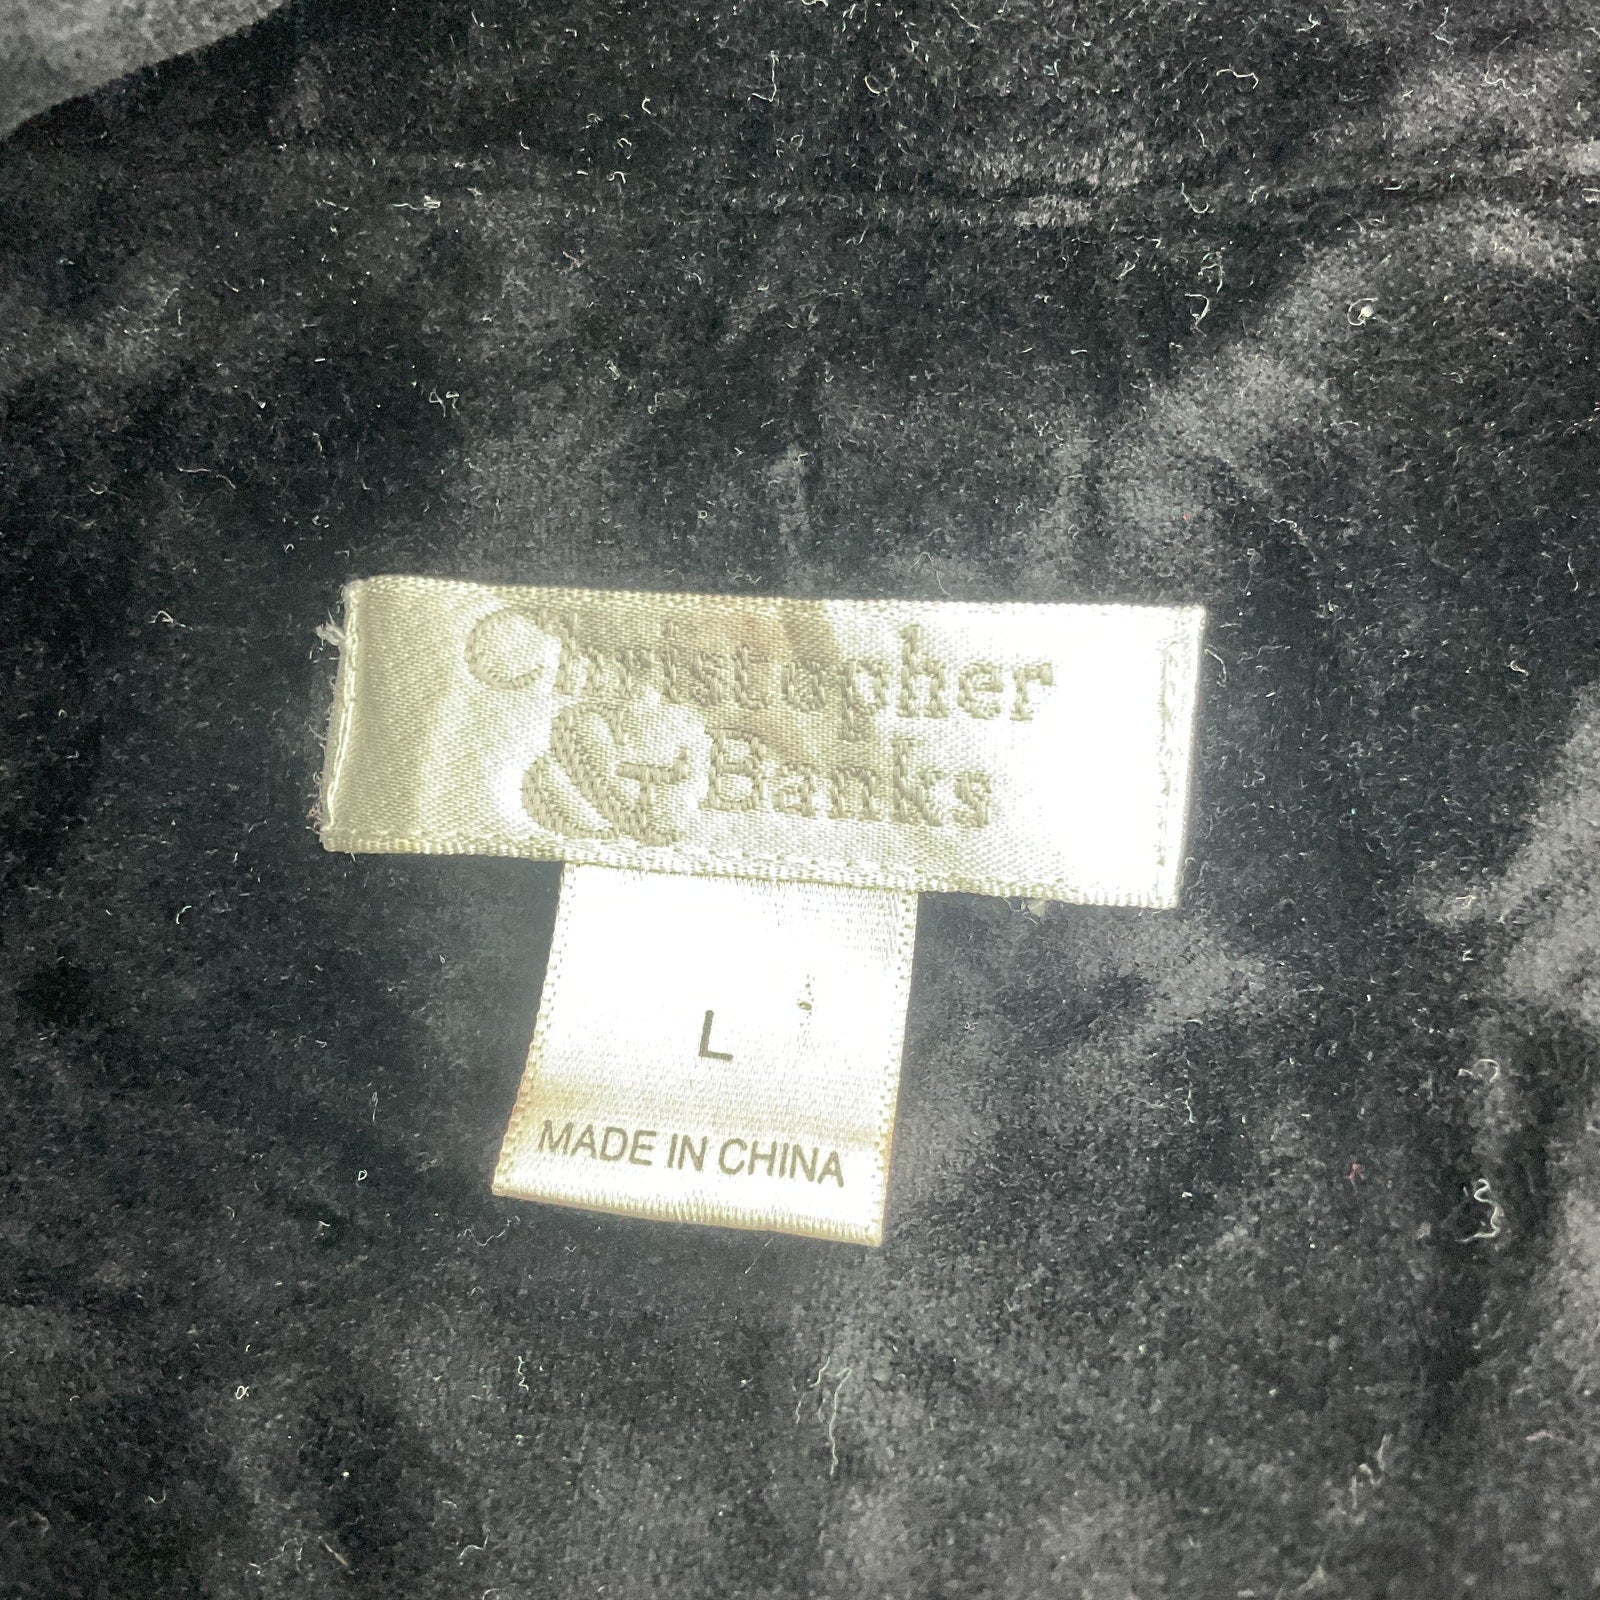 Christopher
& Banks
L
MADE IN CHINA